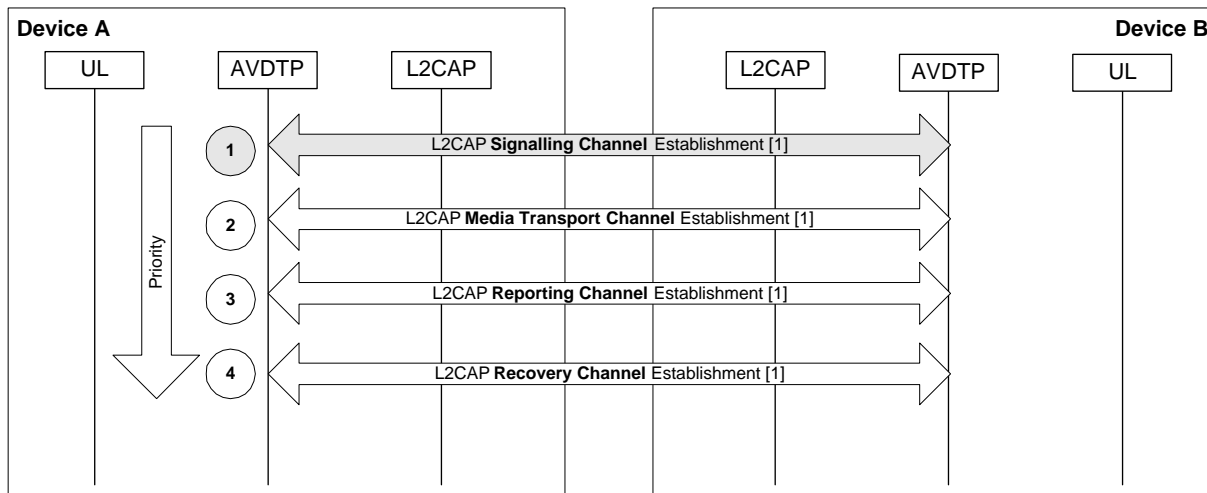 Device A
Device B
UL
AVDTP
L2CAP
L2CAP
AVDTP
UL
Priority
1
L2CAP Signalling Channel Establishment [1]
2
L2CAP Media Transport Channel Establishment [1]
3
L2CAP Reporting Channel Establishment [1]
4
L2CAP Recovery Channel Establishment [1]